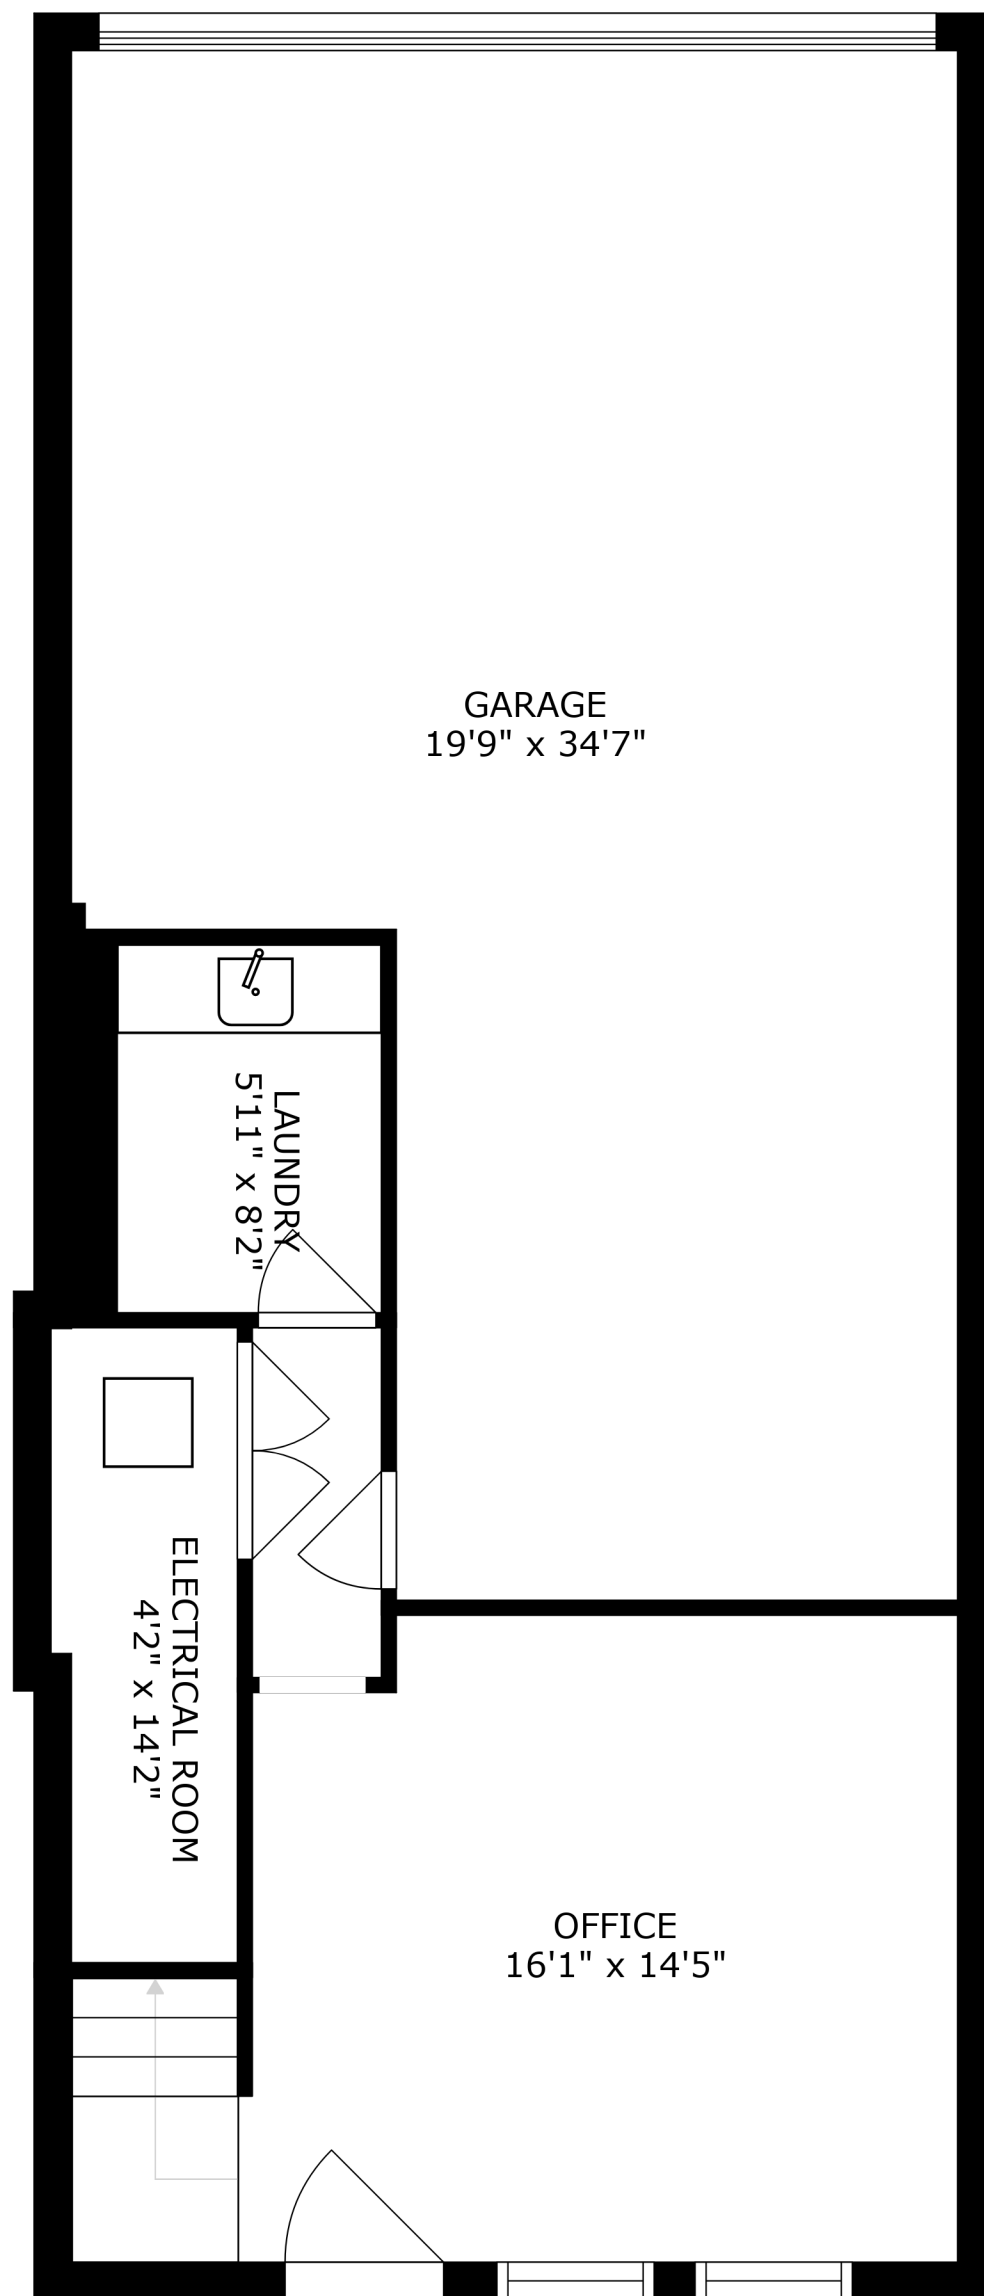 GARAGE
19'9" x 34'7"
LAUNDRY
5'11" x 8'2"
ELECTRICAL ROOM
4'2" x 14'2"
OFFICE
16'1" x 14'5"